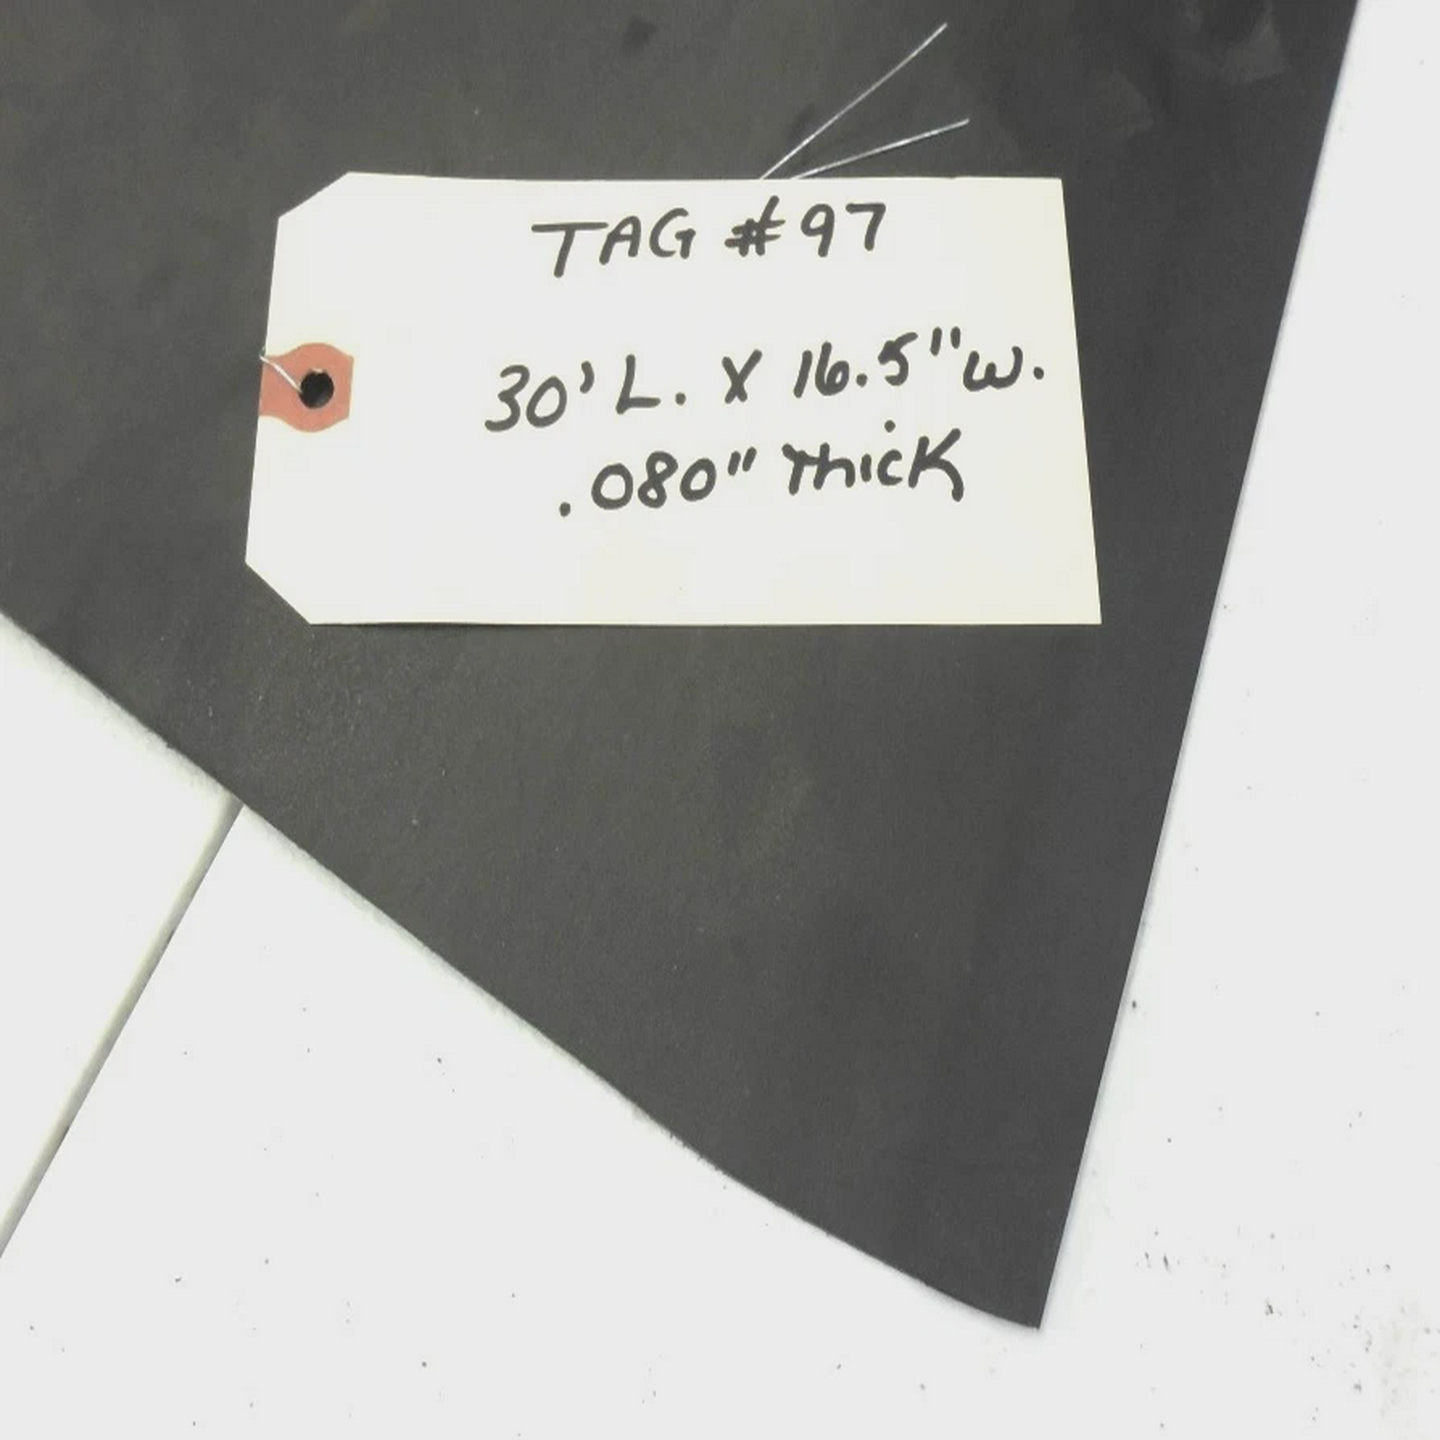 TAG #97
30' L. X 16.5" W.
.080" Thick